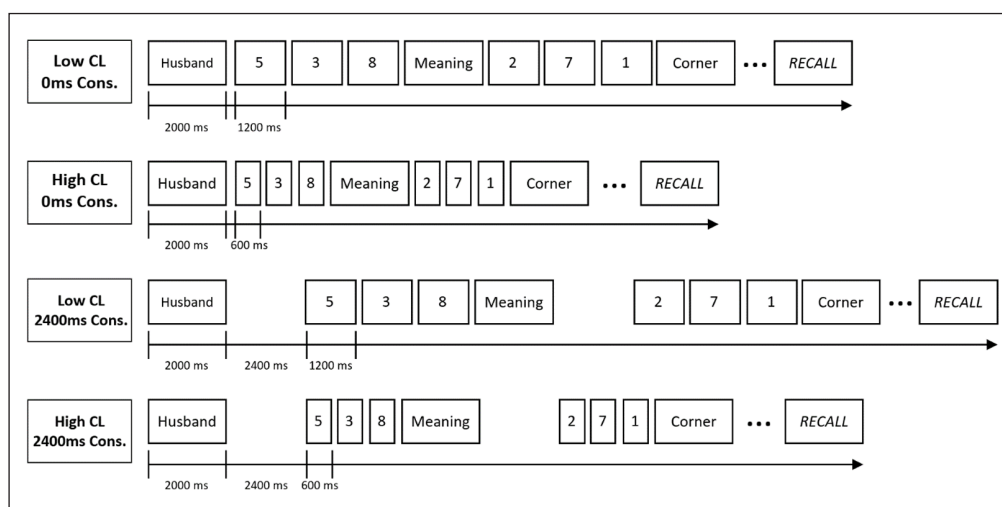 Low CL
0ms Cons.
Husband 5 3 8 Meaning 2 7 1 Corner ••• RECALL
2000 ms 1200 ms
High CL
0ms Cons.
Husband 5 3 8 Meaning 2 7 1 Corner ••• RECALL
2000 ms 600 ms
Low CL
2400ms Cons.
Husband 5 3 8 Meaning 2 7 1 Corner ••• RECALL
2000 ms 2400 ms 1200 ms
High CL
2400ms Cons.
Husband 5 3 8 Meaning 2 7 1 Corner ••• RECALL
2000 ms 2400 ms 600 ms